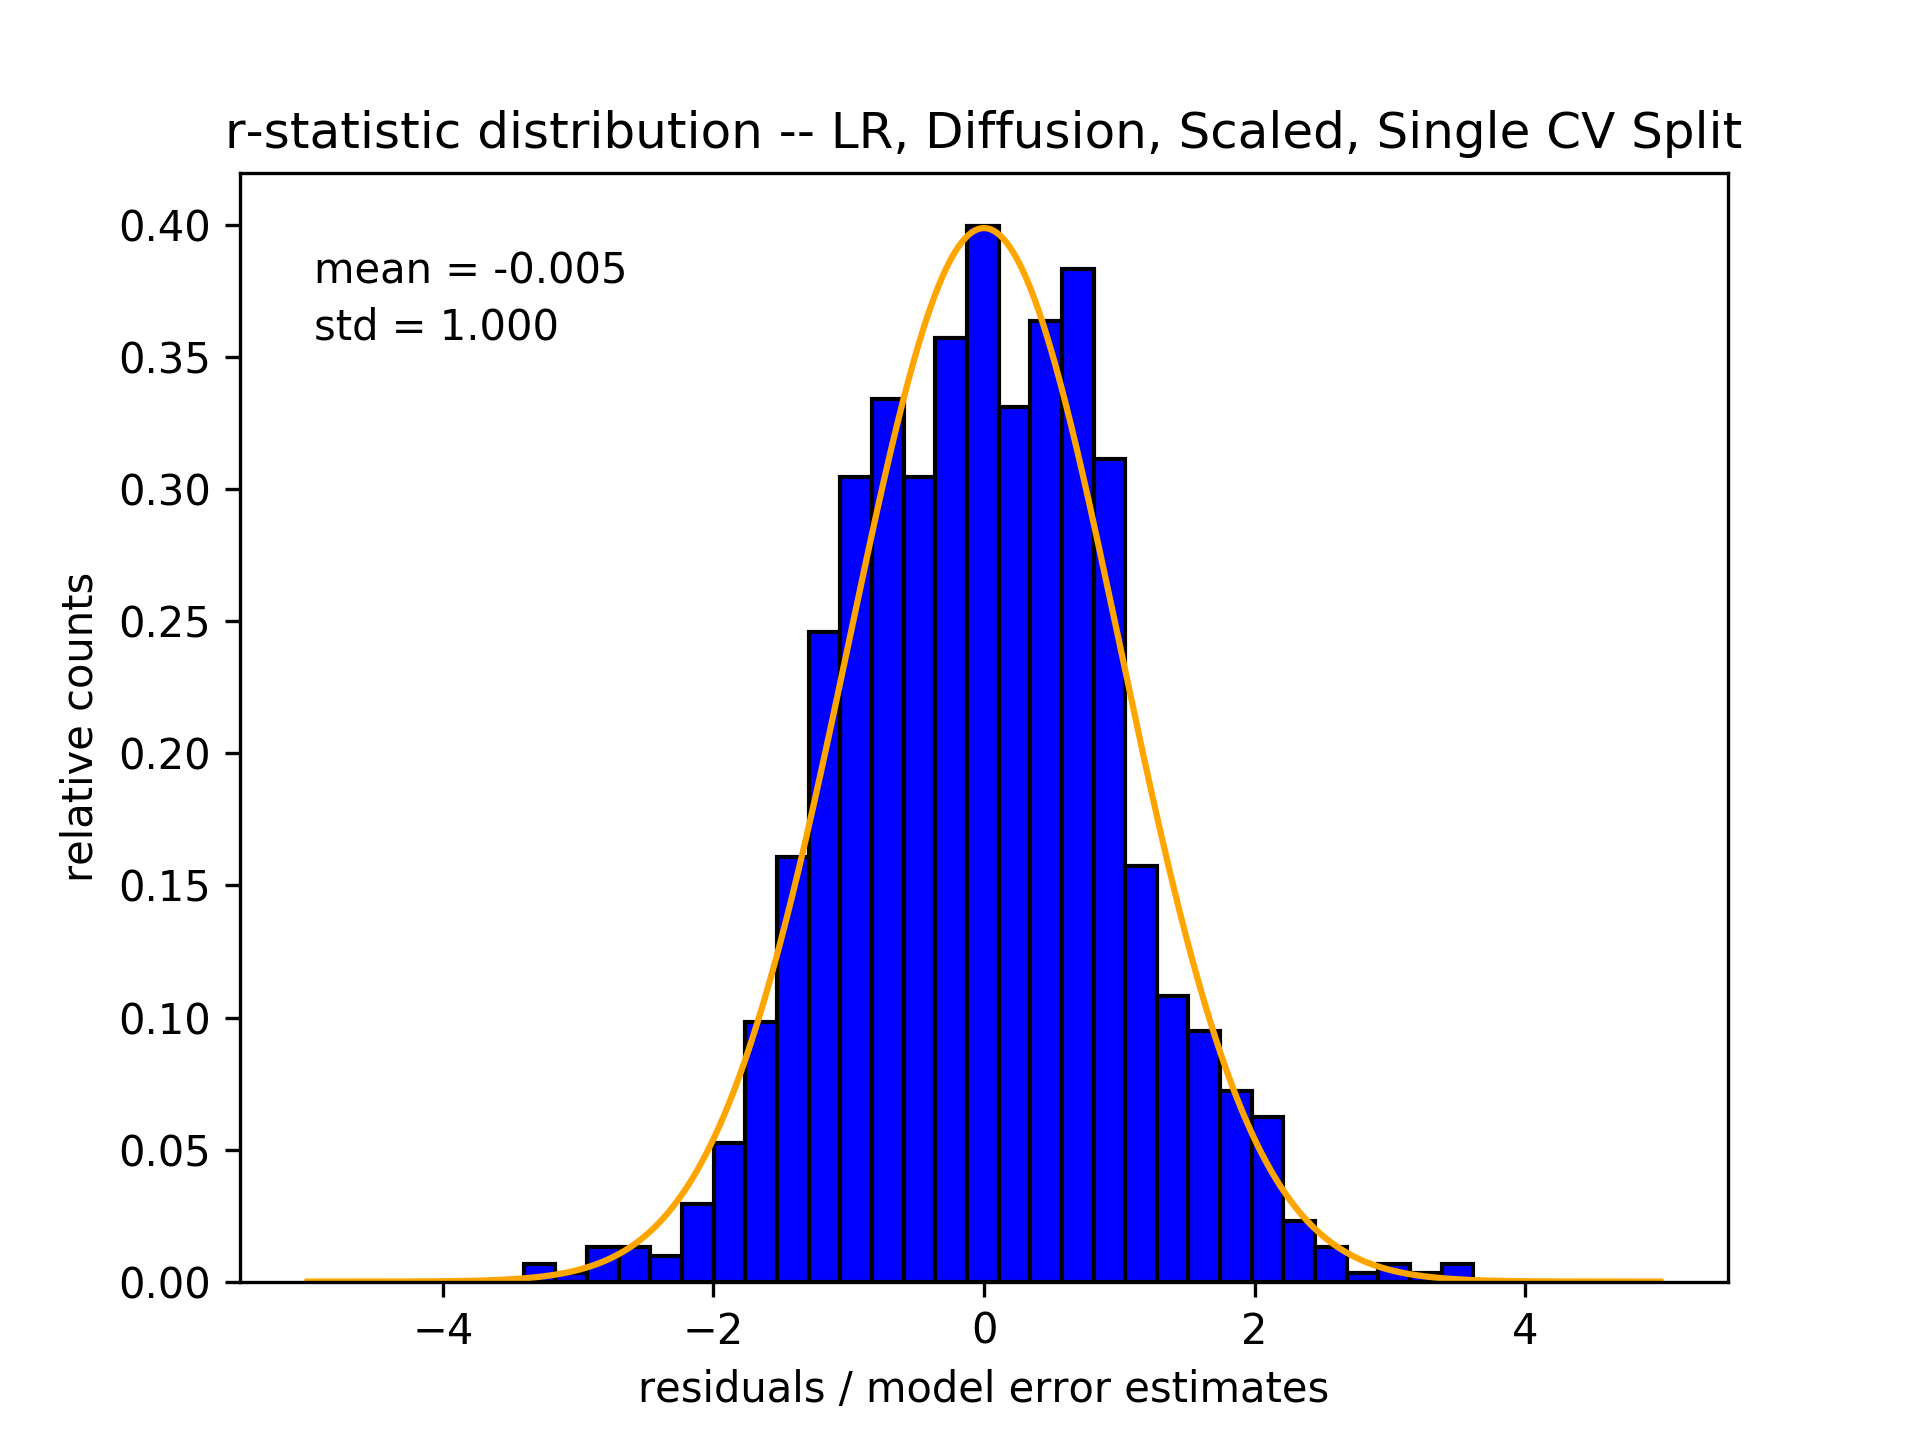 r-statistic distribution -- LR, Diffusion, Scaled, Single CV Split
mean = -0.005
std = 1.000
relative counts
0.40
0.35
0.30
0.25
0.20
0.15
0.10
0.05
0.00
−4
−2
0
2
4
residuals / model error estimates